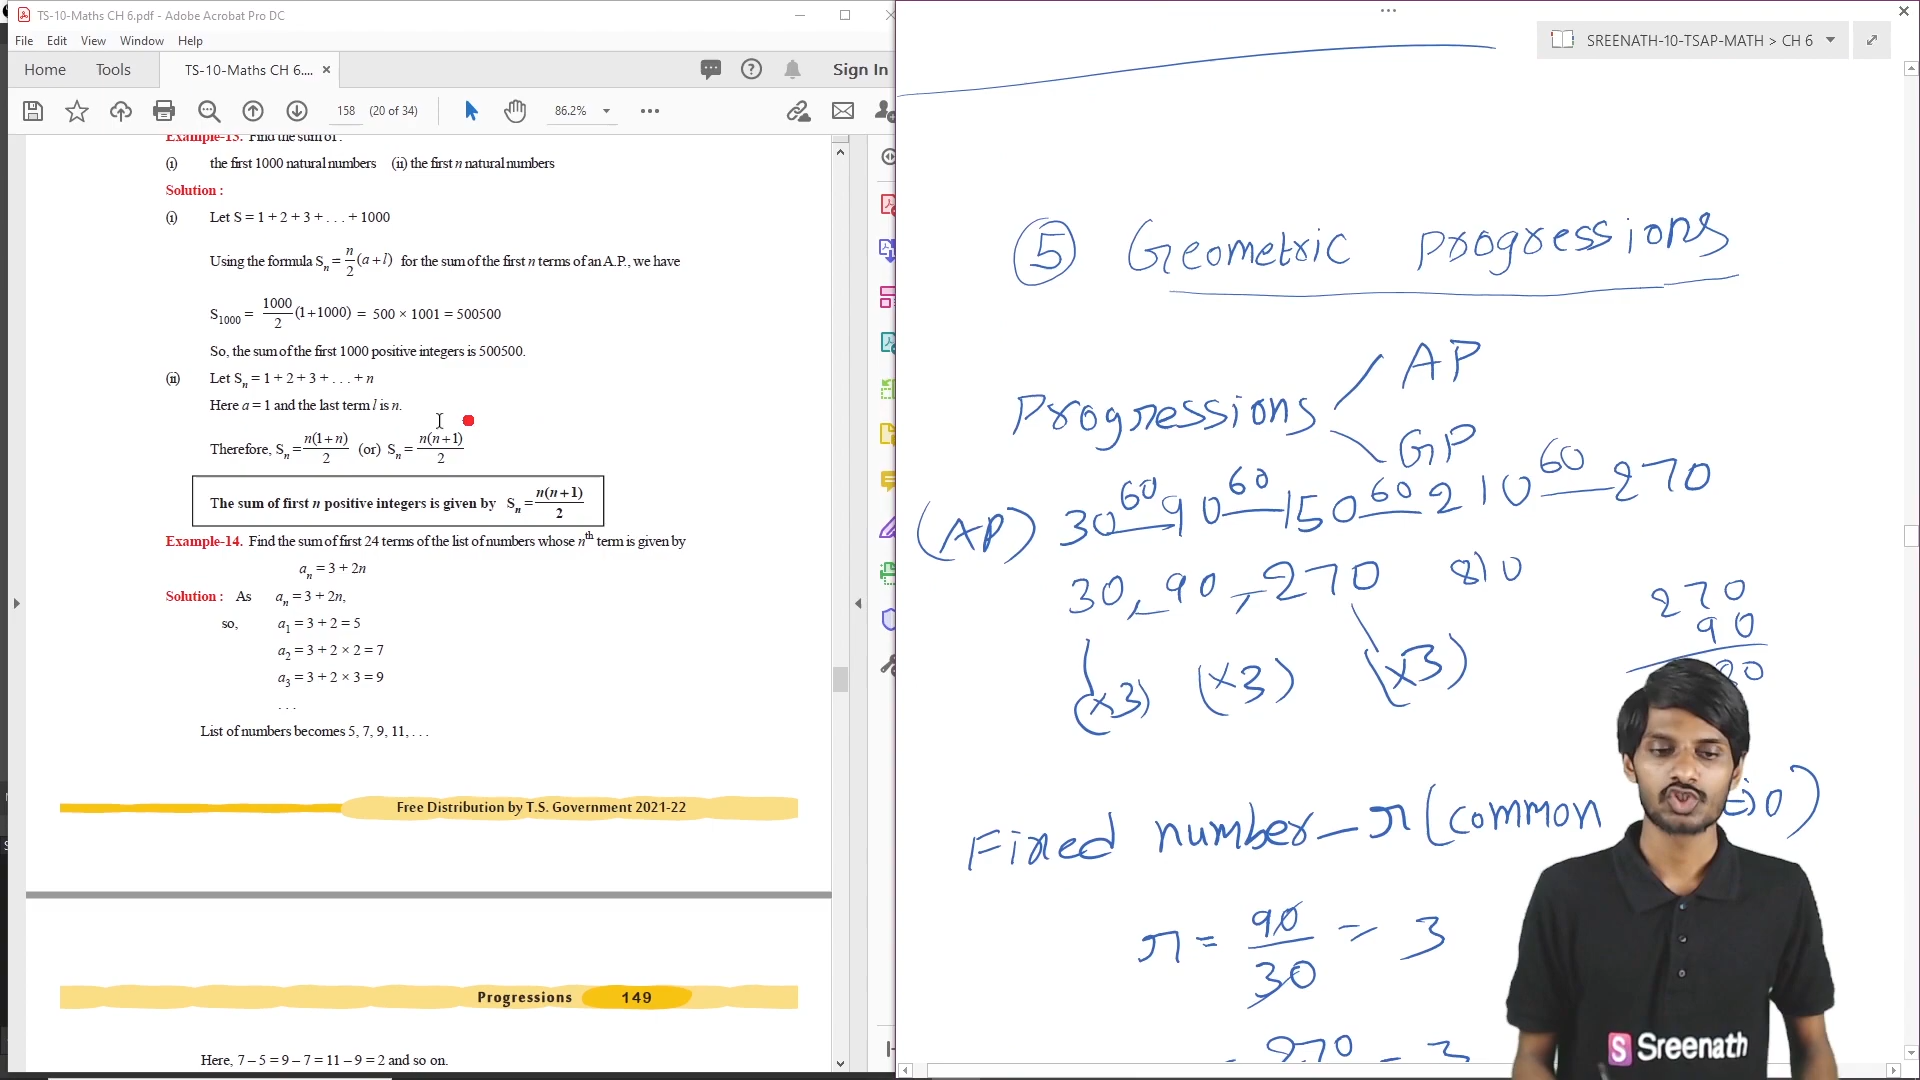 TS-10-Maths CH 6.pdf - Adobe Acrobat Pro DC
File Edit View Window Help
Home Tools TS-10-Maths CH 6.... × Sign In
158 (20 of 34) 86.2%
Example-13. Find the sum of :
(i) the first 1000 natural numbers (ii) the first n natural numbers
Solution :
(i) Let S = 1 + 2 + 3 + . . . + 1000
Using the formula Sₙ = n/2 (a + l) for the sum of the first n terms of an A.P., we have
S₁₀₀₀ = 1000/2 (1+1000) = 500 × 1001 = 500500
So, the sum of the first 1000 positive integers is 500500.
(ii) Let Sₙ = 1 + 2 + 3 + . . . + n
Here a = 1 and the last term l is n.
Therefore, Sₙ = n(1+n)/2 (or) Sₙ = n(n+1)/2
The sum of first n positive integers is given by Sₙ = n(n+1)/2
Example-14. Find the sum of first 24 terms of the list of numbers whose nth term is given by
aₙ = 3 + 2n
Solution : As aₙ = 3 + 2n,
so, a₁ = 3 + 2 = 5
a₂ = 3 + 2 × 2 = 7
a₃ = 3 + 2 × 3 = 9
. . .
List of numbers becomes 5, 7, 9, 11, . . .
Free Distribution by T.S. Government 2021-22
Progressions 149
Here, 7 – 5 = 9 – 7 = 11 – 9 = 2 and so on.
SREENATH-10-TSAP-MATH > CH 6
5 Geometric Progressions
Progressions AP
GP
(AP) 30 60 90 60 150 60 210 60 270
30, 90, 270 810
(×3) (×3) (×3)
270
90
Fixed number – r (common
r = 90/30 = 3
270 = 3
S Sreenath